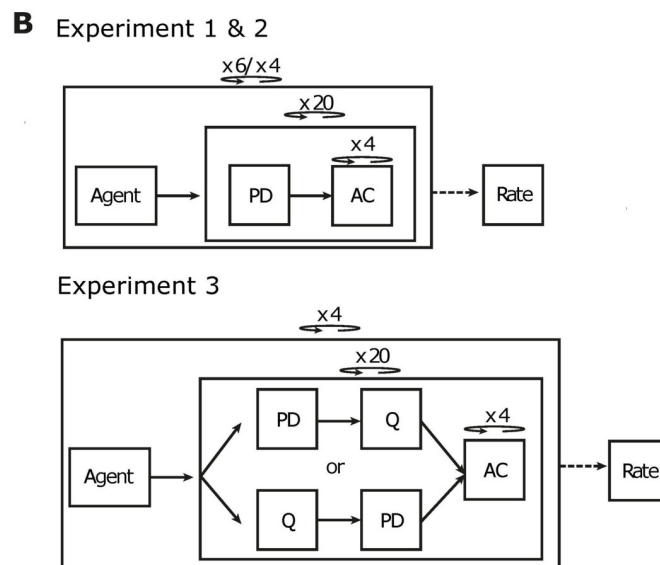 B Experiment 1 & 2
x6/x4
x20
x4
Agent
PD
AC
Rate
Experiment 3
x4
x20
PD
Q
x4
Agent
or
AC
Rate
Q
PD